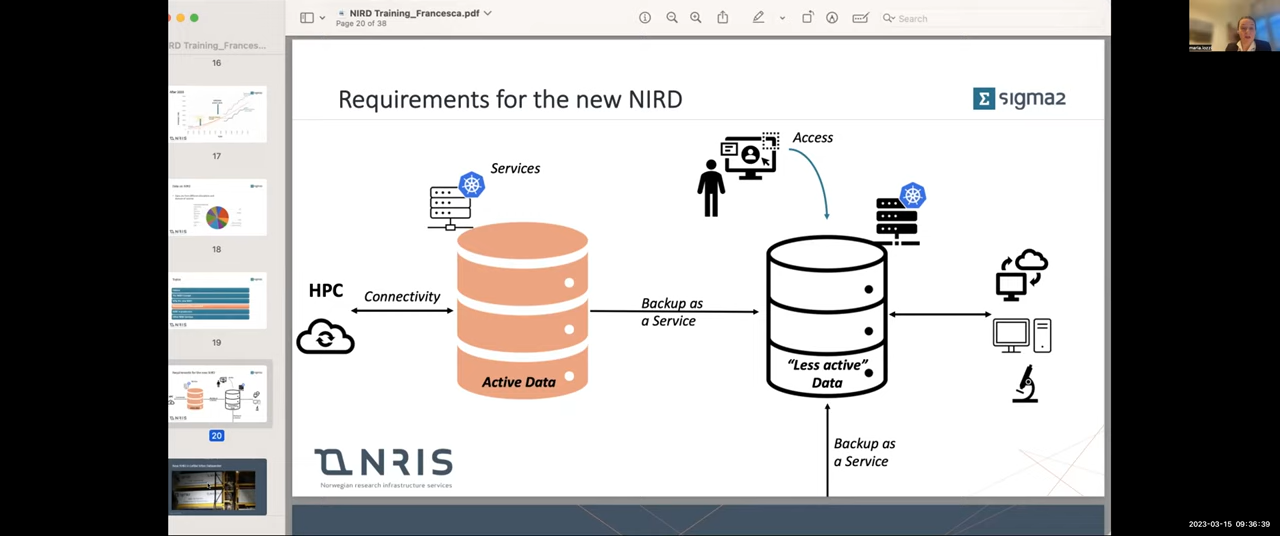 NIRD Training_Francesca.pdf
Page 20 of 38
Search
RD Training_Frances...
16
17
18
19
20
Requirements for the new NIRD
sigma2
Access
Services
HPC
Connectivity
Backup as
a Service
Active Data
“Less active”
Data
Backup as
a Service
NRIS
Norwegian research infrastructure services
2023-03-15 09:36:39